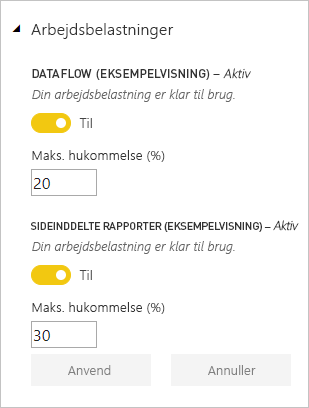 Arbejdsbelastninger
DATAFLOW (EKSEMPELVISNING) – Aktiv
Din arbejdsbelastning er klar til brug.
Til
Maks. hukommelse (%)
20
SIDEINDDELTE RAPPORTER (EKSEMPELVISNING) – Aktiv
Din arbejdsbelastning er klar til brug.
Til
Maks. hukommelse (%)
30
Anvend Annuller